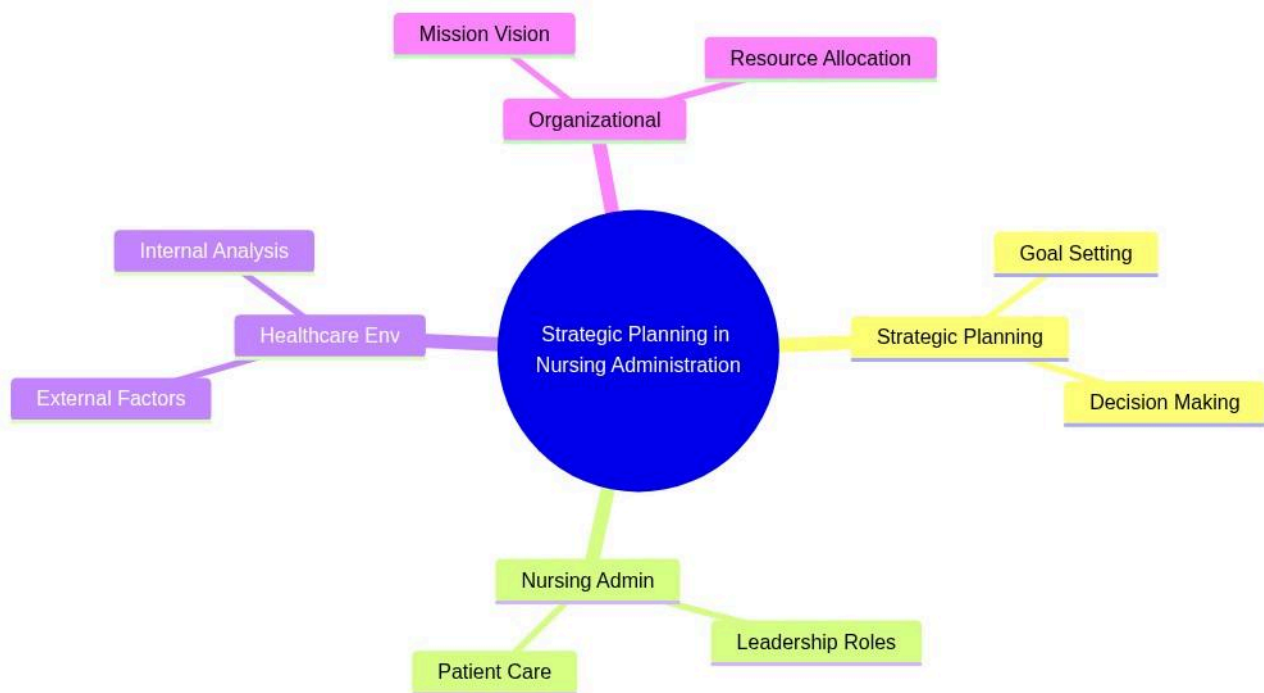 Mission Vision
Resource Allocation
Organizational
Internal Analysis
Healthcare Env
External Factors
Strategic Planning in
Nursing Administration
Goal Setting
Strategic Planning
Decision Making
Nursing Admin
Leadership Roles
Patient Care